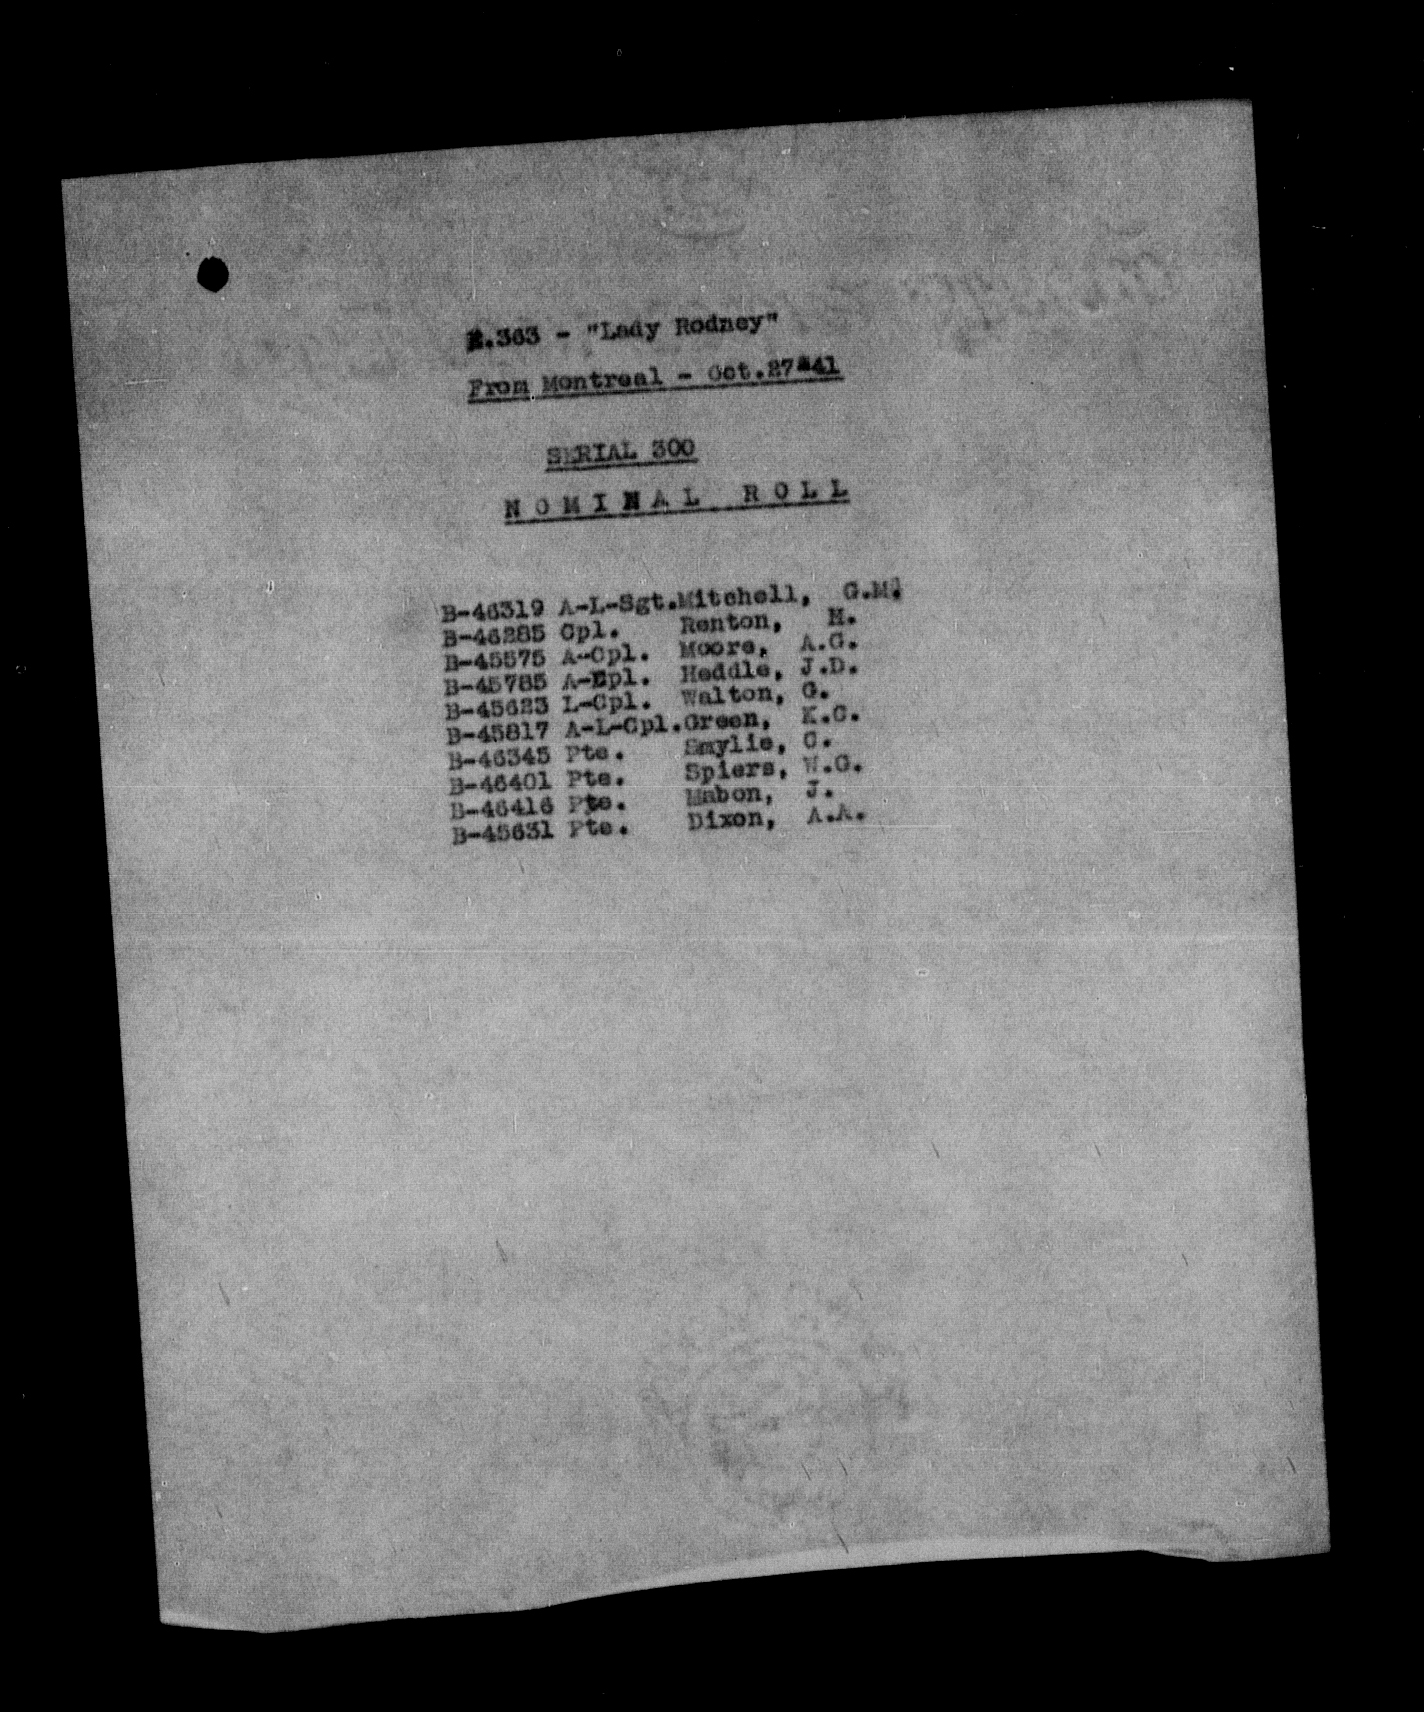 E.363 - "Lady Rodney"
From Montreal - Oct.27-41
SERIAL 300
NOMINAL ROLL
B-46319 A-L-Sgt.Mitchell, G.M.
B-46285 Cpl. Renton, H.
B-45575 A-Cpl. Moore, A.G.
B-45785 A-Cpl. Heddle, J.D.
B-45623 L-Cpl. Walton, G.
B-45817 A-L-Cpl.Green, K.C.
B-46345 Pte. Smylie, C.
B-46401 Pte. Spiers, W.G.
B-46416 Pte. Mabon, J.
B-45631 Pte. Dixon, A.A.